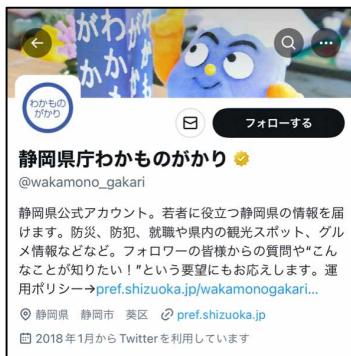 わかもの
がかり
フォローする
静岡県庁わかものがかり
@wakamono_gakari
静岡県公式アカウント。若者に役立つ静岡県の情報を届
けます。防災、防犯、就職や県内の観光スポット、グル
メ情報などなど。フォロワーの皆様からの質問や“こん
なことが知りたい！”という要望にもお応えします。運
用ポリシー→pref.shizuoka.jp/wakamonogakari…
静岡県 静岡市 葵区 pref.shizuoka.jp
2018年1月からTwitterを利用しています